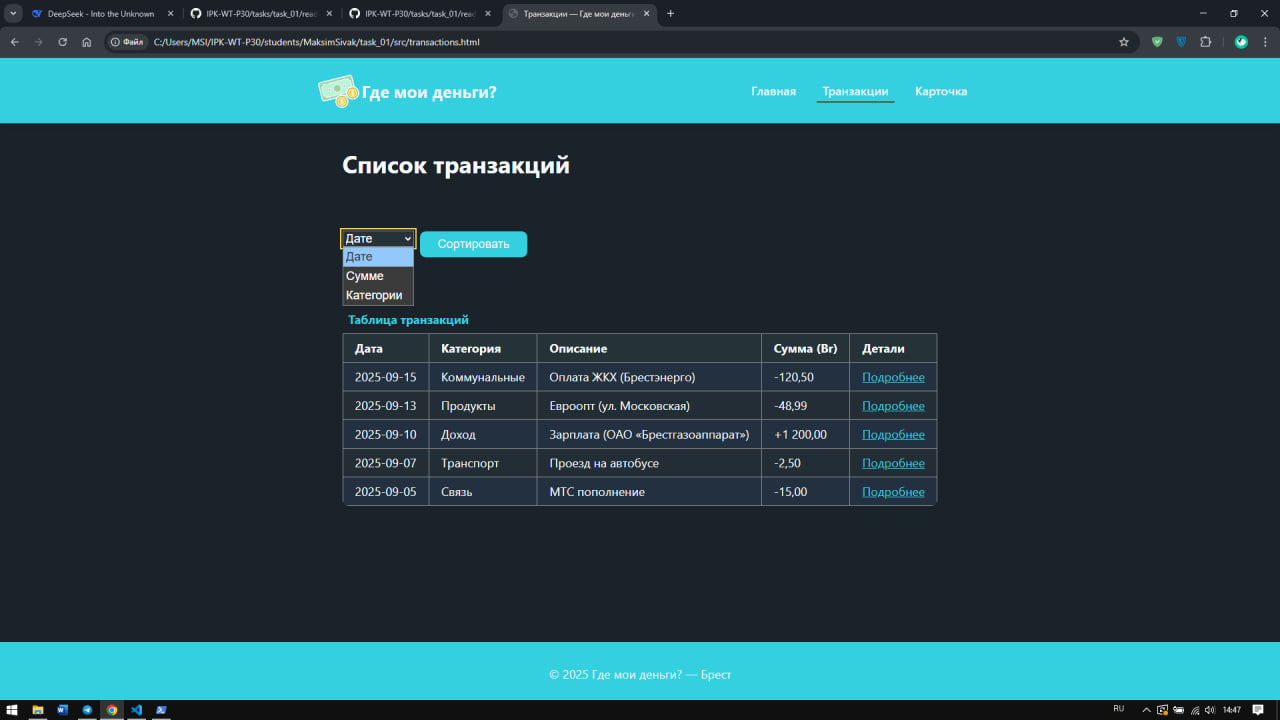 DeepSeek - Into the Unknown
IPK-WT-P30/tasks/task_01/read
IPK-WT-P30/tasks/task_01/read
Транзакции — Где мои деньги
Файл
C:/Users/MSI/IPK-WT-P30/students/MaksimSivak/task_01/src/transactions.html
Где мои деньги?
Главная Транзакции Карточка
Список транзакций
Дате
Сортировать
Дате
Сумме
Категории
Таблица транзакций
Дата Категория Описание Сумма (Br) Детали
2025-09-15 Коммунальные Оплата ЖКХ (Брестэнерго) -120,50 Подробнее
2025-09-13 Продукты Евроопт (ул. Московская) -48,99 Подробнее
2025-09-10 Доход Зарплата (ОАО «Брестгазоаппарат») +1 200,00 Подробнее
2025-09-07 Транспорт Проезд на автобусе -2,50 Подробнее
2025-09-05 Связь МТС пополнение -15,00 Подробнее
© 2025 Где мои деньги? — Брест
RU 14:47